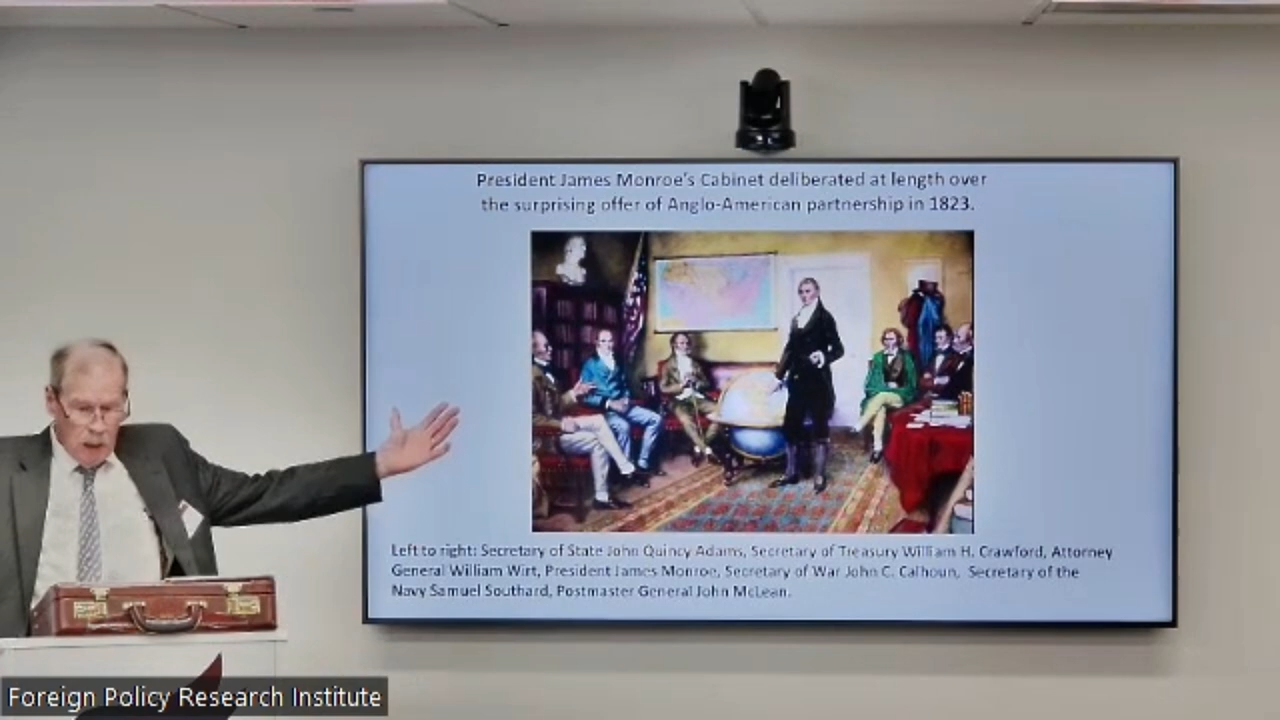 President James Monroe's Cabinet deliberated at length over
the surprising offer of Anglo-American partnership in 1823.
Left to right: Secretary of State John Quincy Adams, Secretary of Treasury William H. Crawford, Attorney
General William Wirt, President James Monroe, Secretary of War John C. Calhoun, Secretary of the
Navy Samuel Southard, Postmaster General John McLean.
Foreign Policy Research Institute